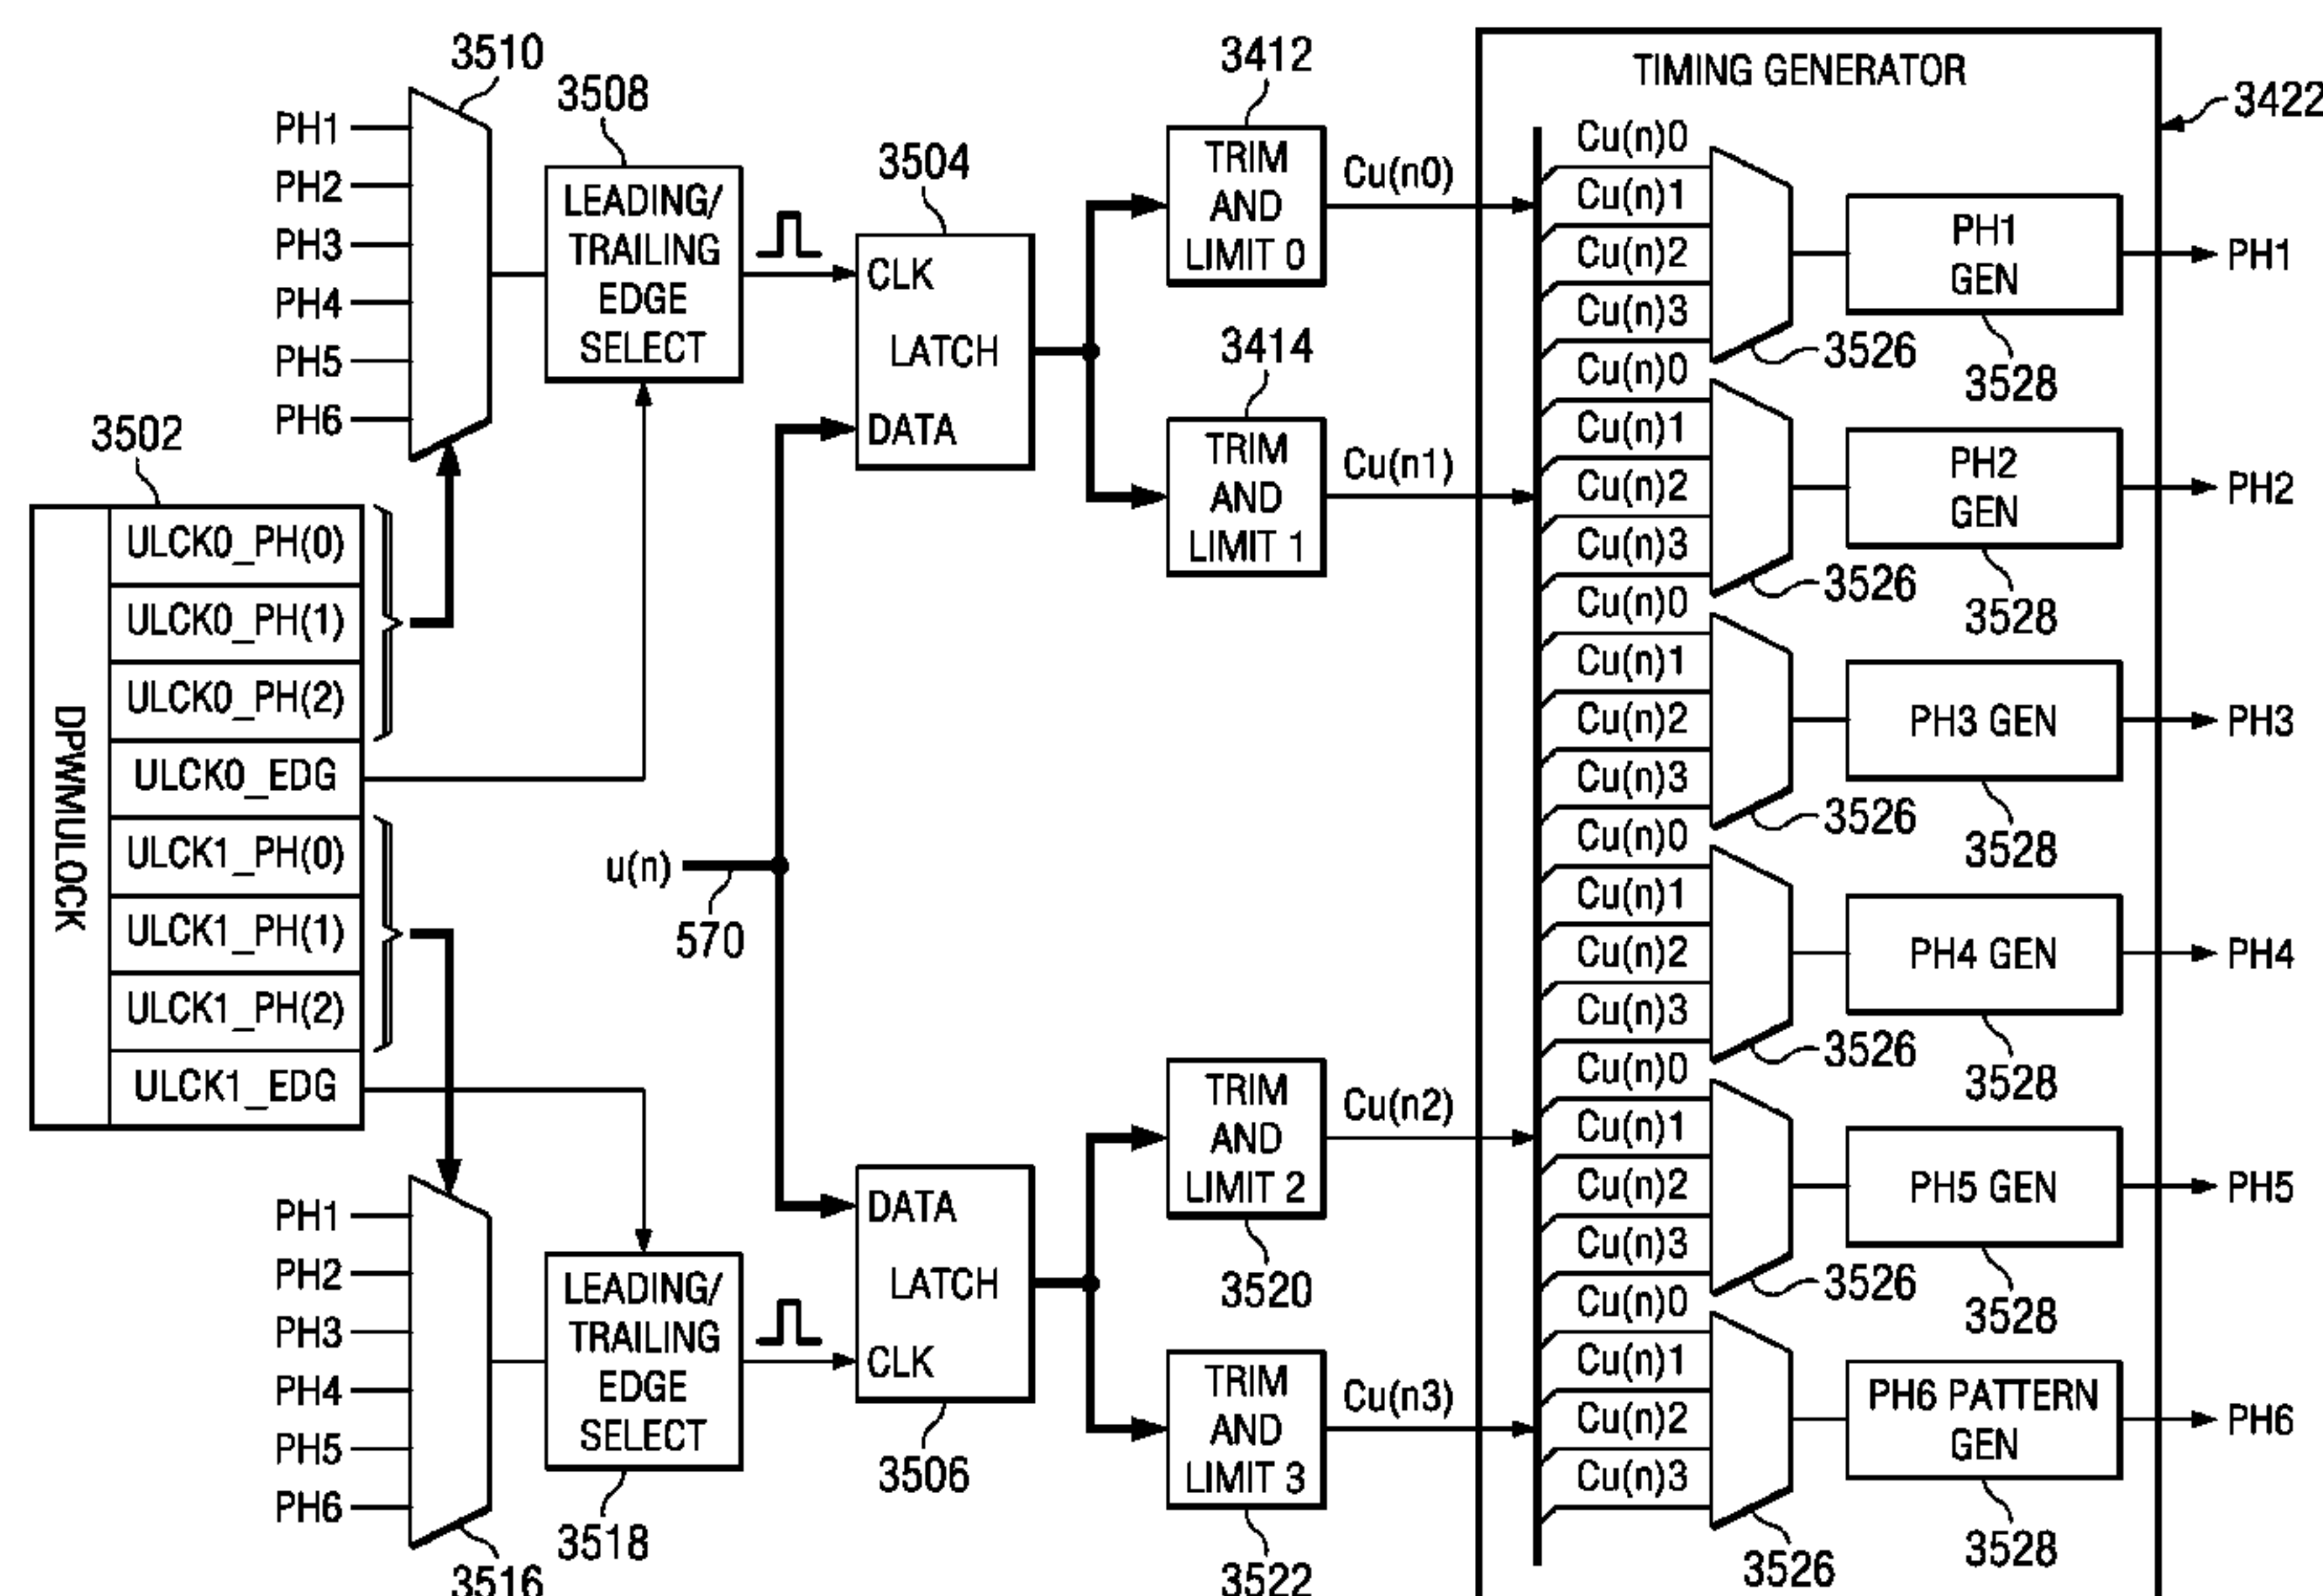 3510
3508
PH1
PH2
PH3
PH4
PH5
PH6
LEADING/
TRAILING
EDGE
SELECT
3504
CLK
LATCH
DATA
3412
TRIM
AND
LIMIT 0
Cu(n0)
3414
TRIM
AND
LIMIT 1
Cu(n1)
3502
DPWMULOCK
ULCK0_PH(0)
ULCK0_PH(1)
ULCK0_PH(2)
ULCK0_EDG
ULCK1_PH(0)
ULCK1_PH(1)
ULCK1_PH(2)
ULCK1_EDG
u(n)
570
PH1
PH2
PH3
PH4
PH5
PH6
3516
LEADING/
TRAILING
EDGE
SELECT
3518
DATA
LATCH
CLK
3506
TRIM
AND
LIMIT 2
3520
Cu(n2)
TRIM
AND
LIMIT 3
3522
Cu(n3)
TIMING GENERATOR
3422
Cu(n)0
Cu(n)1
Cu(n)2
Cu(n)3
3526
PH1
GEN
3528
PH1
Cu(n)0
Cu(n)1
Cu(n)2
Cu(n)3
3526
PH2
GEN
3528
PH2
Cu(n)0
Cu(n)1
Cu(n)2
Cu(n)3
3526
PH3 GEN
3528
PH3
Cu(n)0
Cu(n)1
Cu(n)2
Cu(n)3
3526
PH4 GEN
3528
PH4
Cu(n)0
Cu(n)1
Cu(n)2
Cu(n)3
3526
PH5 GEN
3528
PH5
Cu(n)0
Cu(n)1
Cu(n)2
Cu(n)3
3526
PH6 PATTERN
GEN
3528
PH6